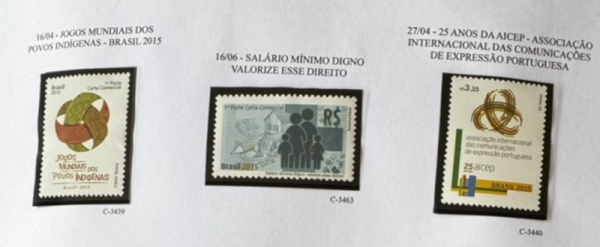 16/04 - JOGOS MUNDIAIS DOS
POVOS INDÍGENAS - BRASIL 2015
Brasil
2015
1º Porte
Carta Comercial
JOGOS
MUNDIAIS DOS
POVOS INDÍGENAS
Brasil 2015
C-3439
16/06 - SALÁRIO MÍNIMO DIGNO
VALORIZE ESSE DIREITO
1º Porte Carta Comercial
R$
Brasil 2015
C-3463
27/04 - 25 ANOS DA AICEP - ASSOCIAÇÃO
INTERNACIONAL DAS COMUNICAÇÕES
DE EXPRESSÃO PORTUGUESA
R$ 3,15
associação internacional
das comunicações
de expressão portuguesa
25 aicep
BRASIL 2015
C-3440